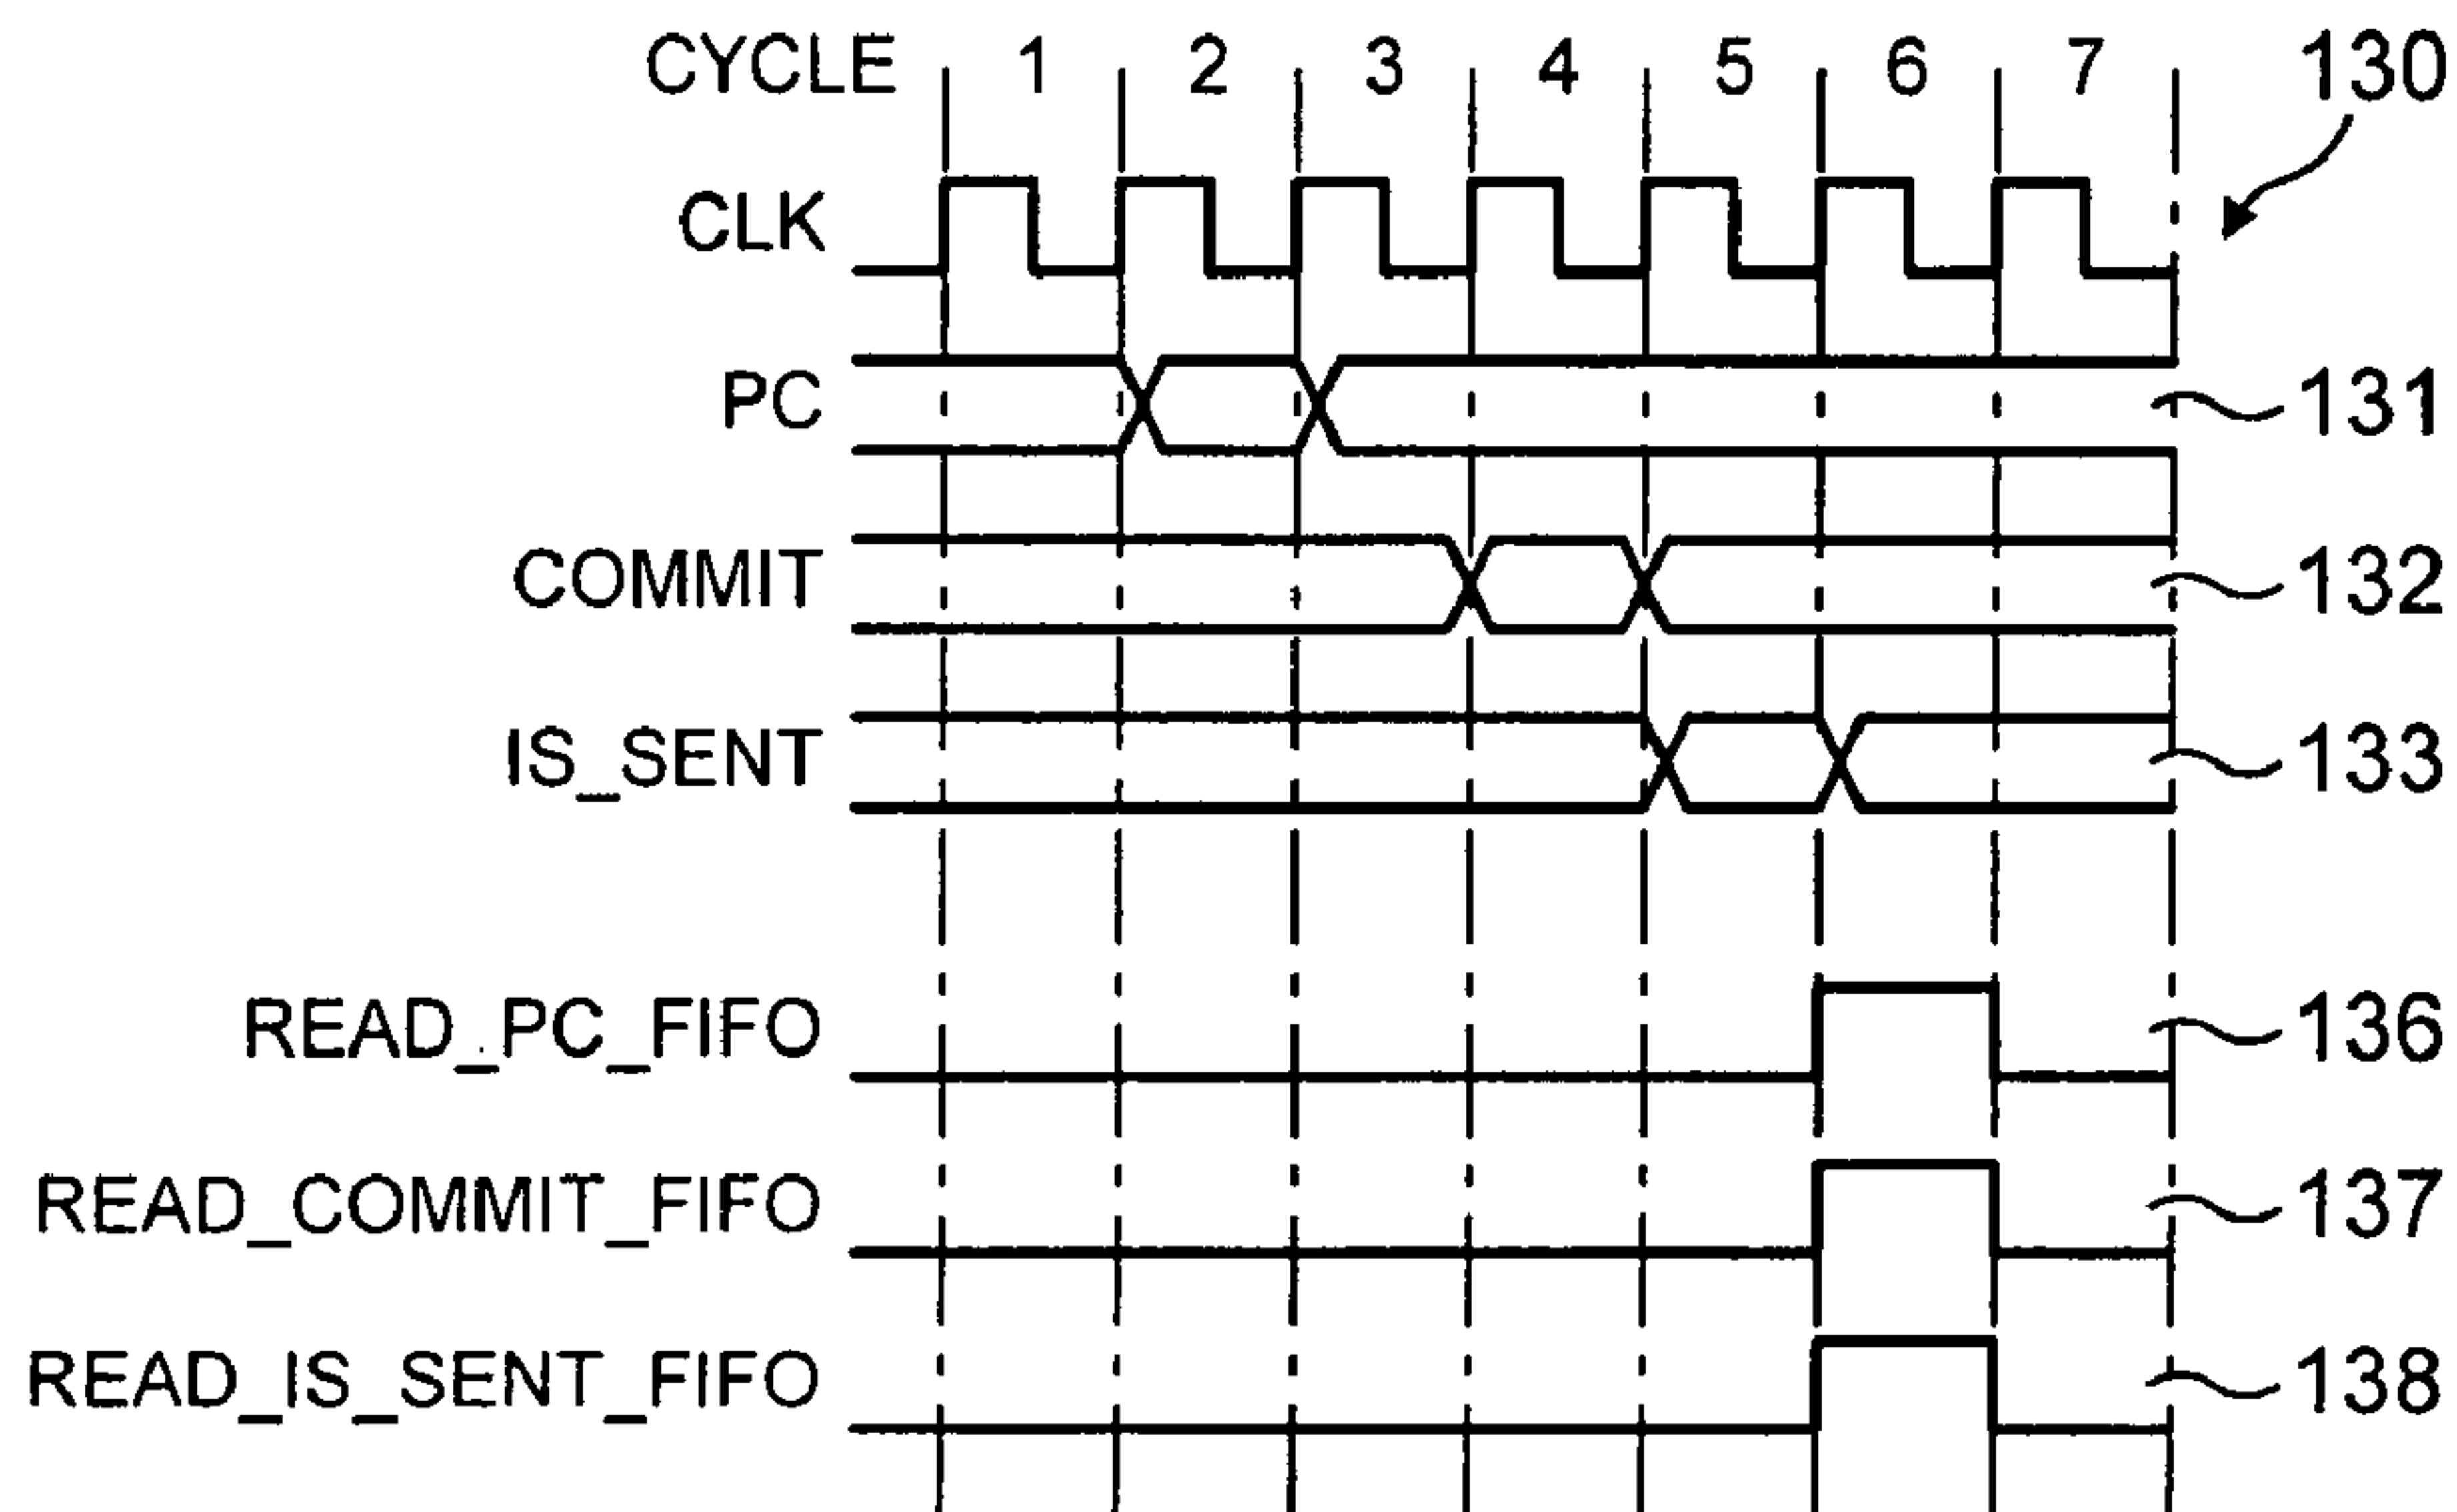 CYCLE 1 2 3 4 5 6 7 130
CLK
PC 131
COMMIT 132
IS_SENT 133
READ_PC_FIFO 136
READ_COMMIT_FIFO 137
READ_IS_SENT_FIFO 138